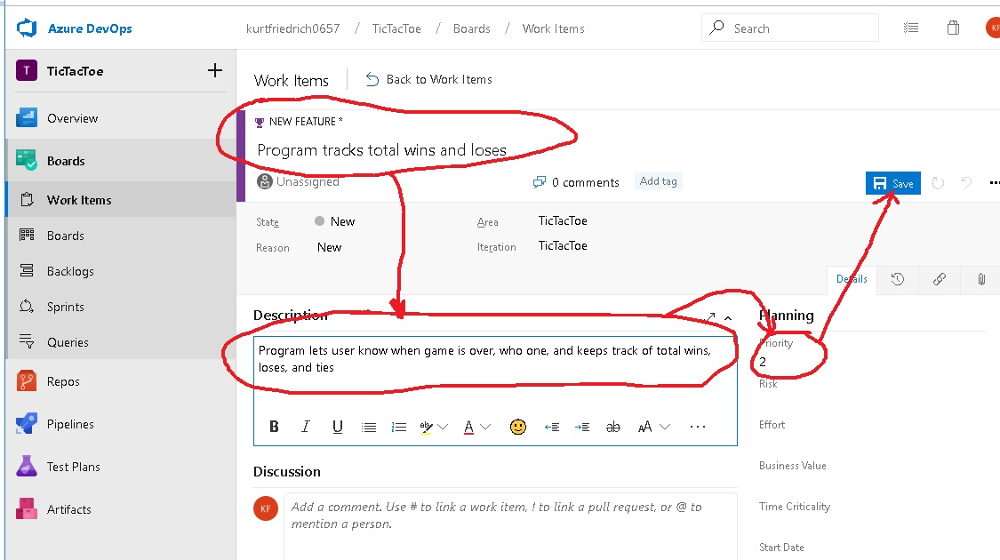 Azure DevOps
kurtfriedrich0657 / TicTacToe / Boards / Work Items
Search
KF
T TicTacToe +
Overview
Boards
Work Items
Boards
Backlogs
Sprints
Queries
Repos
Pipelines
Test Plans
Artifacts
Work Items
Back to Work Items
NEW FEATURE *
Program tracks total wins and loses
Unassigned
0 comments
Add tag
Save
State New
Reason New
Area TicTacToe
Iteration TicTacToe
Details
Description
Program lets user know when game is over, who one, and keeps track of total wins,
loses, and ties
B I U ab A ab AA ...
Discussion
KF
Add a comment. Use # to link a work item, ! to link a pull request, or @ to
mention a person.
Planning
Priority
2
Risk
Effort
Business Value
Time Criticality
Start Date